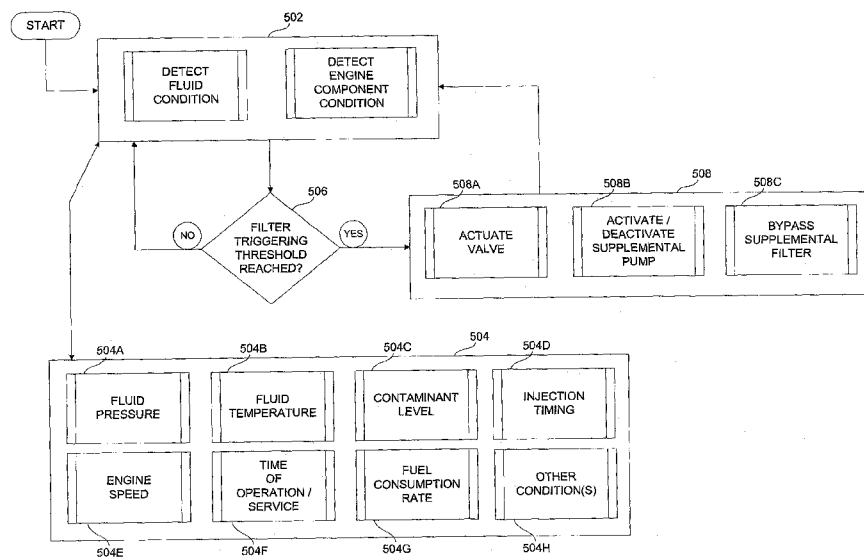 START
502
DETECT
FLUID
CONDITION
DETECT
ENGINE
COMPONENT
CONDITION
506
FILTER
TRIGGERING
THRESHOLD
REACHED?
NO
YES
508
508A
ACTUATE
VALVE
508B
ACTIVATE /
DEACTIVATE
SUPPLEMENTAL
PUMP
508C
BYPASS
SUPPLEMENTAL
FILTER
504
504A
FLUID
PRESSURE
504B
FLUID
TEMPERATURE
504C
CONTAMINANT
LEVEL
504D
INJECTION
TIMING
ENGINE
SPEED
504E
TIME
OF
OPERATION /
SERVICE
504F
FUEL
CONSUMPTION
RATE
504G
OTHER
CONDITION(S)
504H